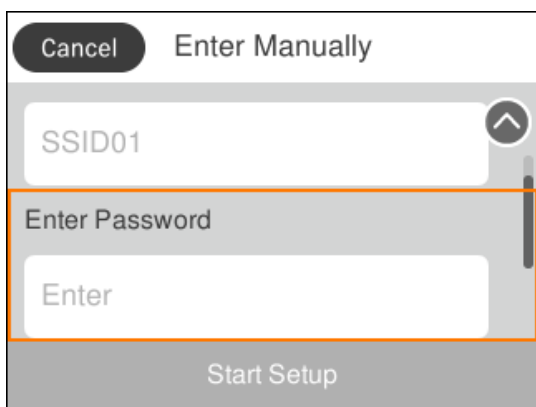 Cancel Enter Manually
SSID01
Enter Password
Enter
Start Setup